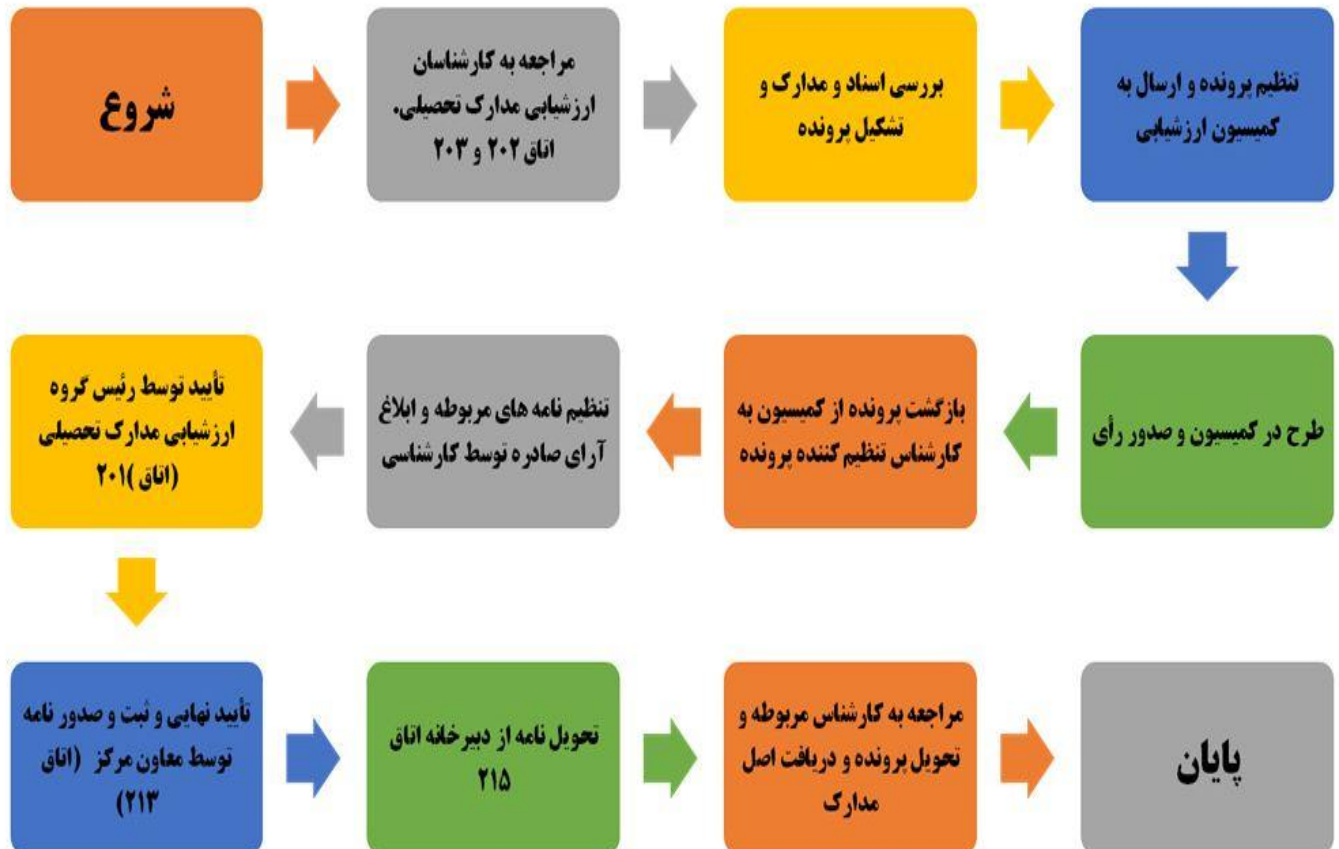 شروع
مراجعه به کارشناسان
ارزشیابی مدارک تحصیلی.
اتاق ۲۰۲ و ۲۰۳
بررسی اسناد و مدارک و
تشکیل پرونده
تنظیم پرونده و ارسال به
کمیسیون ارزشیابی
طرح در کمیسیون و صدور رأی
بازگشت پرونده از کمیسیون به
کارشناس تنظیم کننده پرونده
تنظیم نامه های مربوطه و ابلاغ
آرای صادره توسط کارشناسی
تأیید توسط رئیس گروه
ارزشیابی مدارک تحصیلی
(اتاق )۲۰۱
تأیید نهایی و ثبت و صدور نامه
توسط معاون مرکز (اتاق
۲۱۳)
تحویل نامه از دبیرخانه اتاق
۲۱۵
مراجعه به کارشناس مربوطه و
تحویل پرونده و دریافت اصل
مدارک
پایان